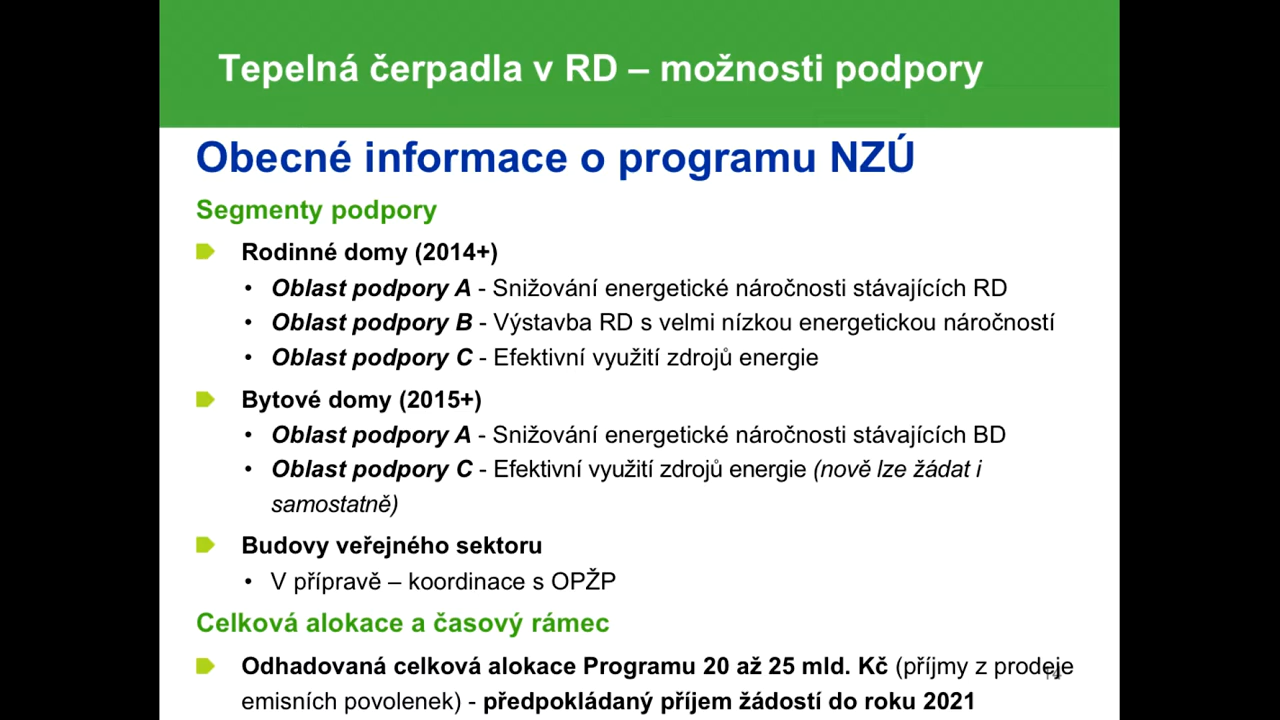 Tepelná čerpadla v RD – možnosti podpory
Obecné informace o programu NZÚ
Segmenty podpory
Rodinné domy (2014+)
• Oblast podpory A - Snižování energetické náročnosti stávajících RD
• Oblast podpory B - Výstavba RD s velmi nízkou energetickou náročností
• Oblast podpory C - Efektivní využití zdrojů energie
Bytové domy (2015+)
• Oblast podpory A - Snižování energetické náročnosti stávajících BD
• Oblast podpory C - Efektivní využití zdrojů energie (nově lze žádat i
samostatně)
Budovy veřejného sektoru
• V přípravě – koordinace s OPŽP
Celková alokace a časový rámec
Odhadovaná celková alokace Programu 20 až 25 mld. Kč (příjmy z prodeje
emisních povolenek) - předpokládaný příjem žádostí do roku 2021